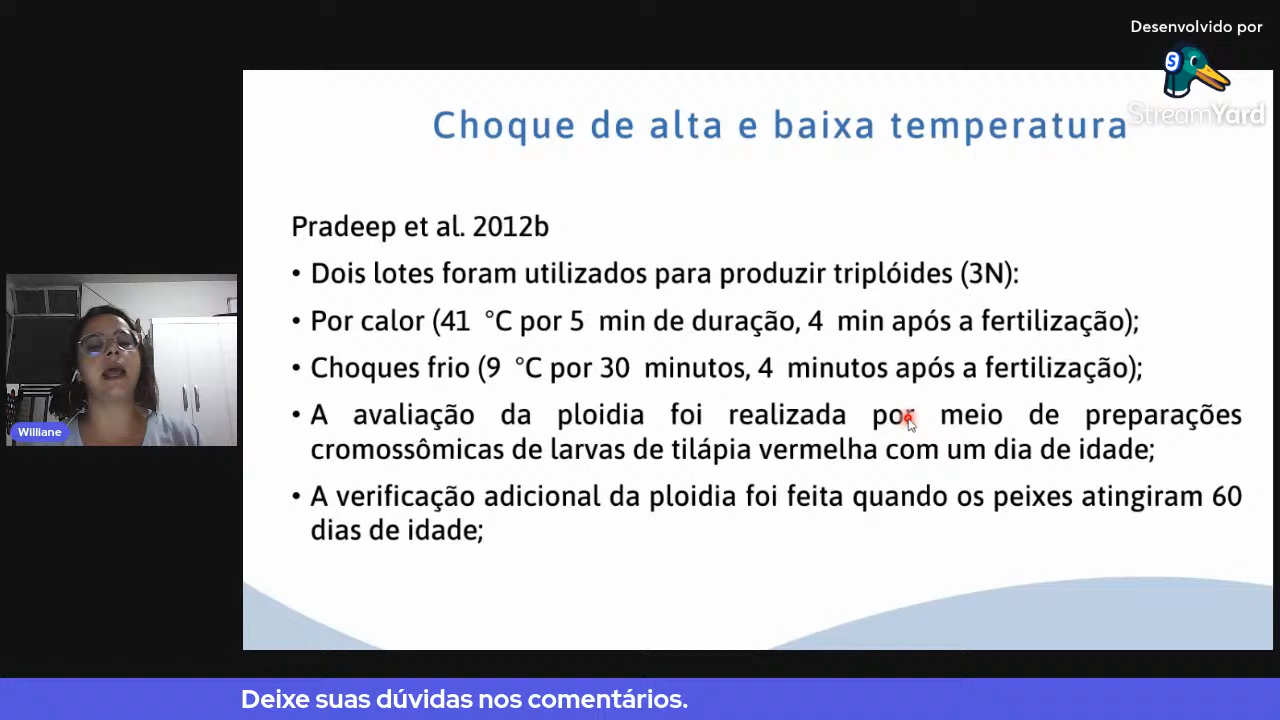 Desenvolvido por
S
StreamYard
Choque de alta e baixa temperatura
Pradeep et al. 2012b
• Dois lotes foram utilizados para produzir triplóides (3N):
• Por calor (41 °C por 5 min de duração, 4 min após a fertilização);
• Choques frio (9 °C por 30 minutos, 4 minutos após a fertilização);
• A avaliação da ploidia foi realizada por meio de preparações
cromossômicas de larvas de tilápia vermelha com um dia de idade;
• A verificação adicional da ploidia foi feita quando os peixes atingiram 60
dias de idade;
Williane
Deixe suas dúvidas nos comentários.